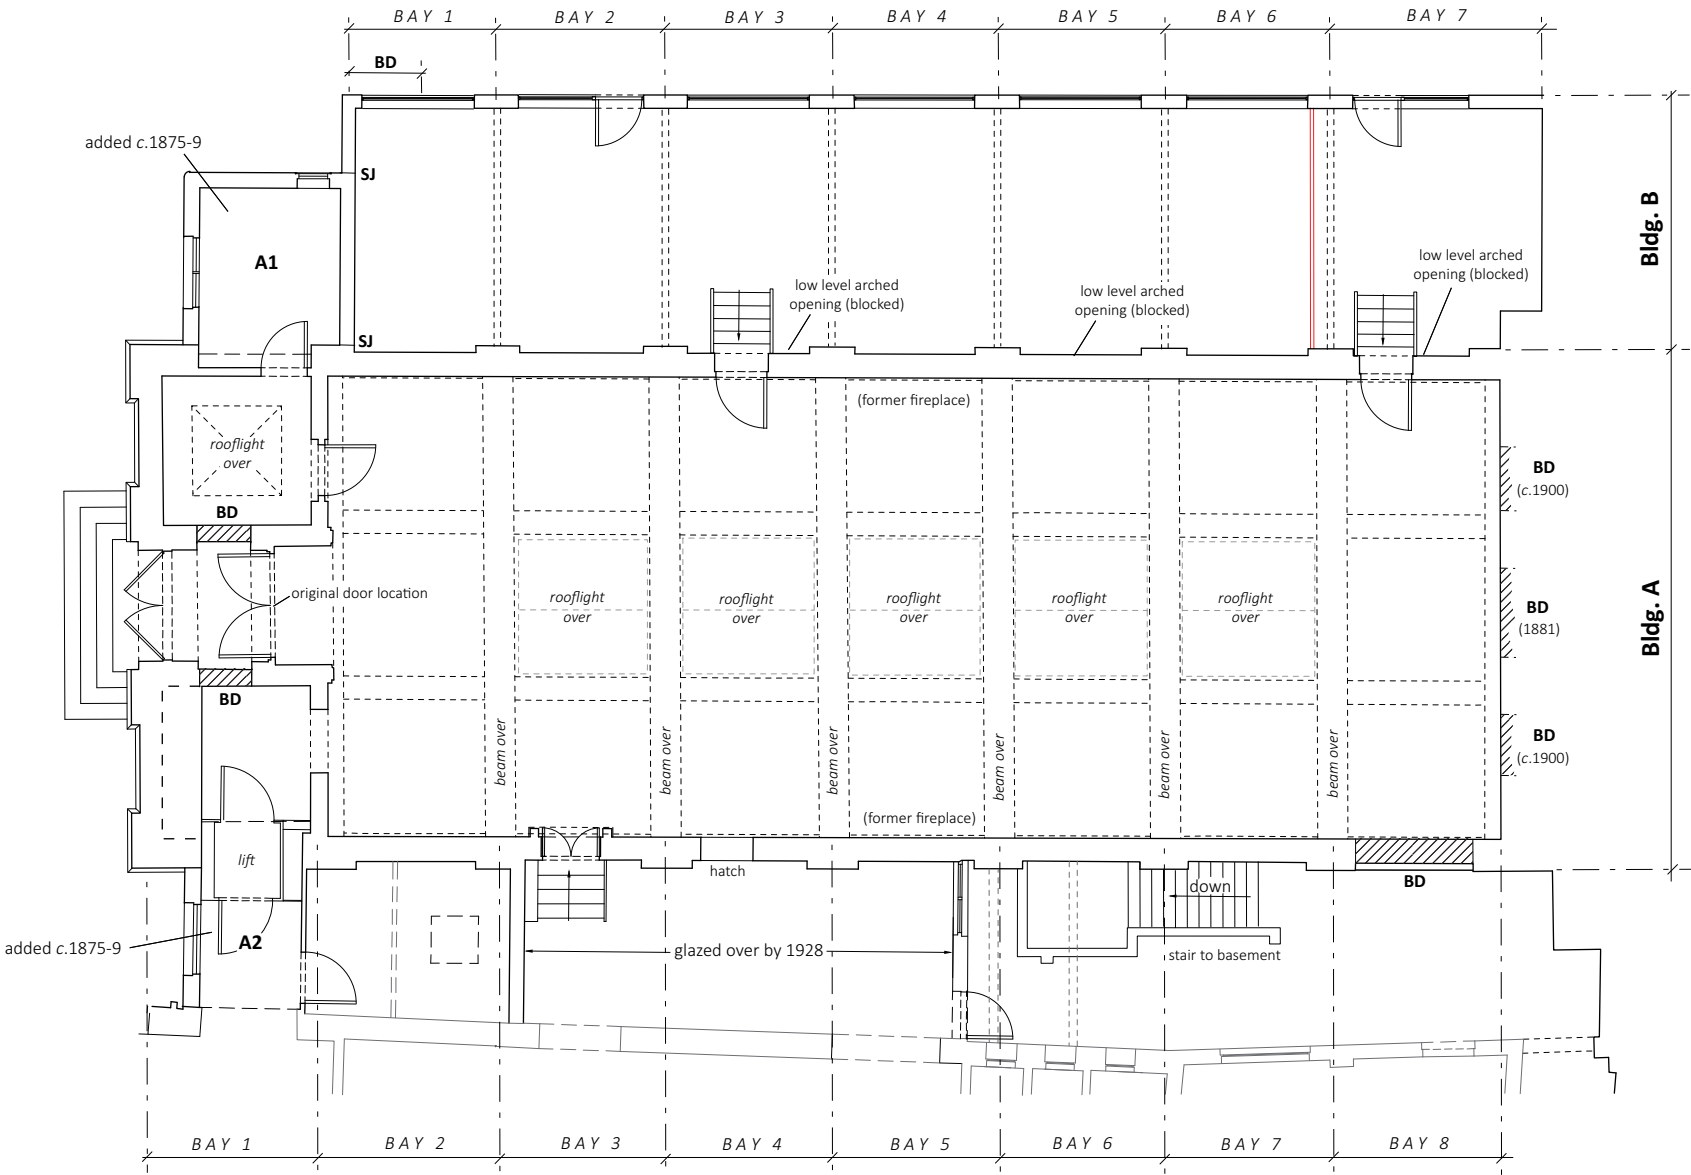 BAY 1
BAY 2
BAY 3
BAY 4
BAY 5
BAY 6
BAY 7
BD
added c.1875-9
SJ
A1
Bldg. B
low level arched
opening (blocked)
low level arched
opening (blocked)
low level arched
opening (blocked)
SJ
(former fireplace)
rooflight
over
BD
(c.1900)
BD
original door location
rooflight
over
rooflight
over
rooflight
over
rooflight
over
rooflight
over
BD
(1881)
Bldg. A
BD
beam over
beam over
beam over
beam over
beam over
beam over
BD
(c.1900)
(former fireplace)
lift
hatch
BD
down
added c.1875-9
A2
glazed over by 1928
stair to basement
BAY 1
BAY 2
BAY 3
BAY 4
BAY 5
BAY 6
BAY 7
BAY 8